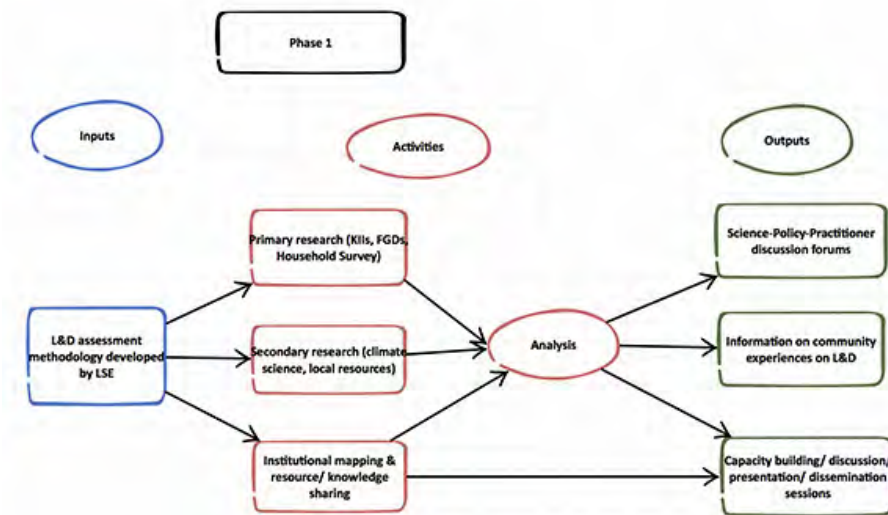 Phase 1
Inputs
Activities
Outputs
Primary research (KIIs, FGDs,
Household Survey)
Science-Policy-Practitioner
discussion forums
L&D assessment
methodology developed
by LSE
Secondary research (climate
science, local resources)
Analysis
Information on community
experiences on L&D
Institutional mapping &
resource/ knowledge
sharing
Capacity building/ discussion/
presentation/ dissemination
sessions